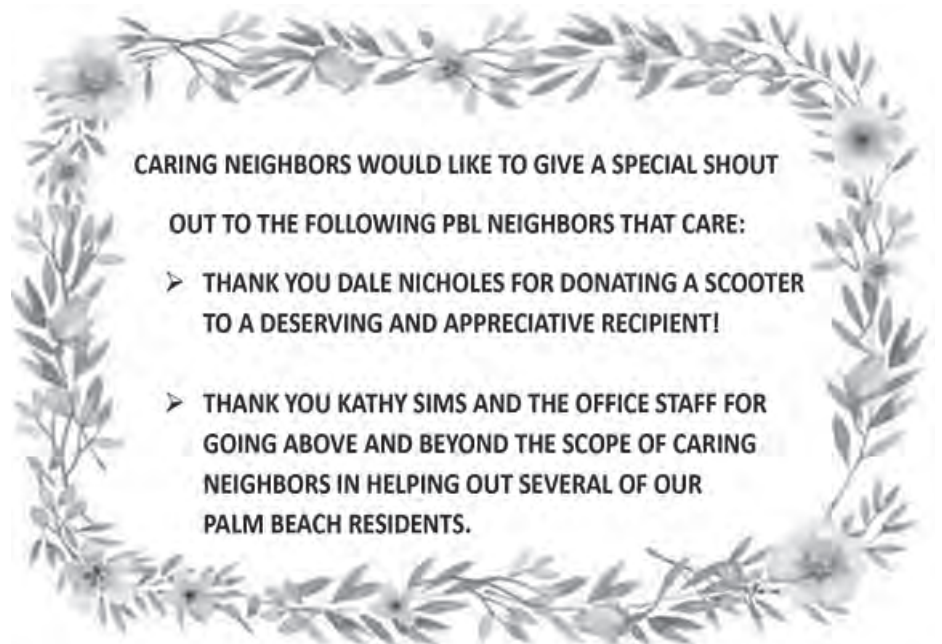 CARING NEIGHBORS WOULD LIKE TO GIVE A SPECIAL SHOUT
OUT TO THE FOLLOWING PBL NEIGHBORS THAT CARE:
➢ THANK YOU DALE NICHOLES FOR DONATING A SCOOTER
TO A DESERVING AND APPRECIATIVE RECIPIENT!
➢ THANK YOU KATHY SIMS AND THE OFFICE STAFF FOR
GOING ABOVE AND BEYOND THE SCOPE OF CARING
NEIGHBORS IN HELPING OUT SEVERAL OF OUR
PALM BEACH RESIDENTS.